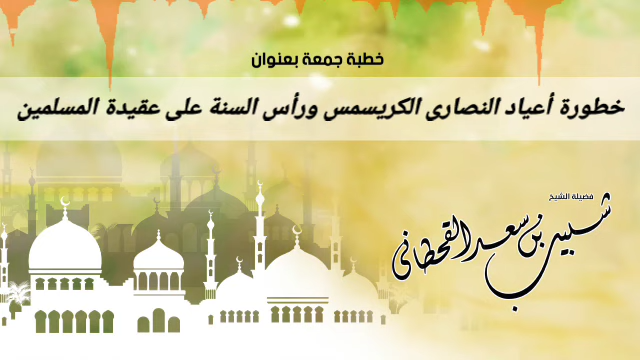 خطبة جمعة بعنوان
خطورة أعياد النصارى الكريسمس ورأس السنة على عقيدة المسلمين
فضيلة الشيخ
شبيب بن سعد القحطاني